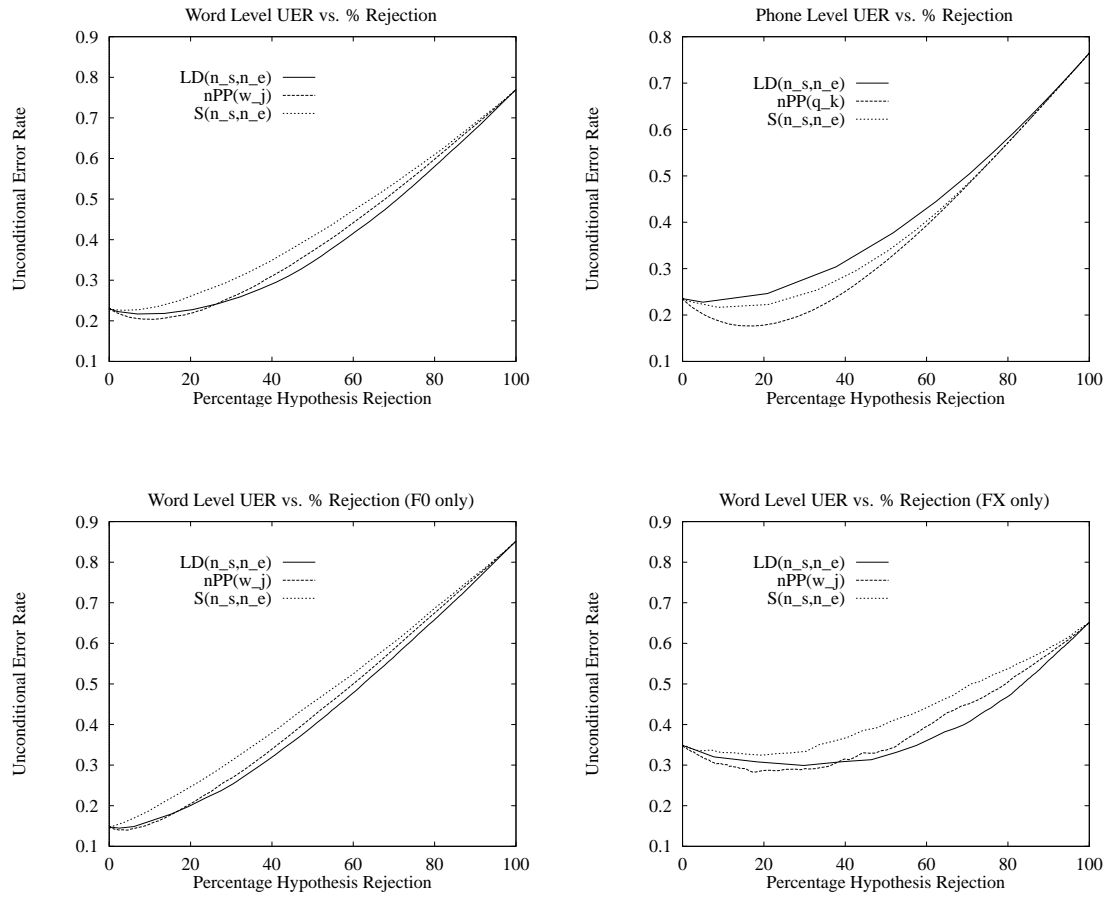 Word Level UER vs. % Rejection
0.9
0.8
0.7
0.6
0.5
0.4
0.3
0.2
0.1
Unconditional Error Rate
LD(n_s,n_e)
nPP(w_j)
S(n_s,n_e)
0 20 40 60 80 100
Percentage Hypothesis Rejection
Phone Level UER vs. % Rejection
0.8
0.7
0.6
0.5
0.4
0.3
0.2
0.1
Unconditional Error Rate
LD(n_s,n_e)
nPP(q_k)
S(n_s,n_e)
0 20 40 60 80 100
Percentage Hypothesis Rejection
Word Level UER vs. % Rejection (F0 only)
0.9
0.8
0.7
0.6
0.5
0.4
0.3
0.2
0.1
Unconditional Error Rate
LD(n_s,n_e)
nPP(w_j)
S(n_s,n_e)
0 20 40 60 80 100
Percentage Hypothesis Rejection
Word Level UER vs. % Rejection (FX only)
0.9
0.8
0.7
0.6
0.5
0.4
0.3
0.2
0.1
Unconditional Error Rate
LD(n_s,n_e)
nPP(w_j)
S(n_s,n_e)
0 20 40 60 80 100
Percentage Hypothesis Rejection